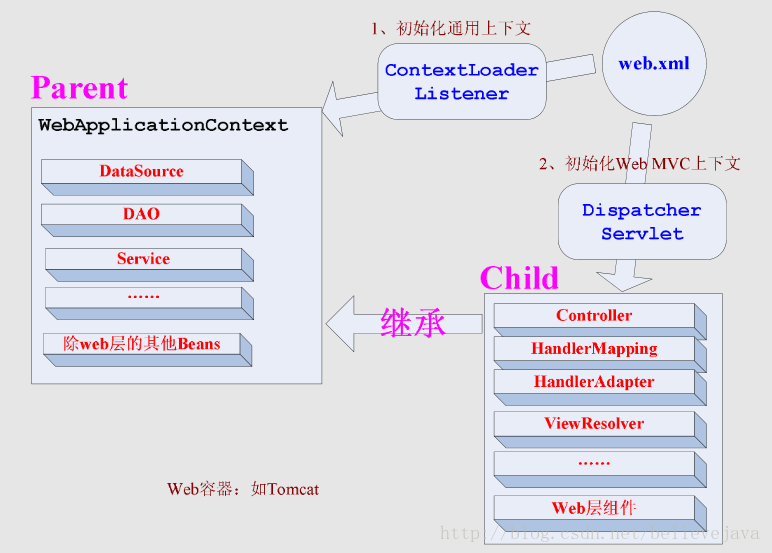 1、初始化通用上下文
ContextLoader
Listener
web.xml
Parent
WebApplicationContext
DataSource
DAO
Service
……
除web层的其他Beans
2、初始化Web MVC上下文
Dispatcher
Servlet
Child
继承
Controller
HandlerMapping
HandlerAdapter
ViewResolver
……
Web层组件
Web容器：如Tomcat
http://blog.csdn.net/believejava